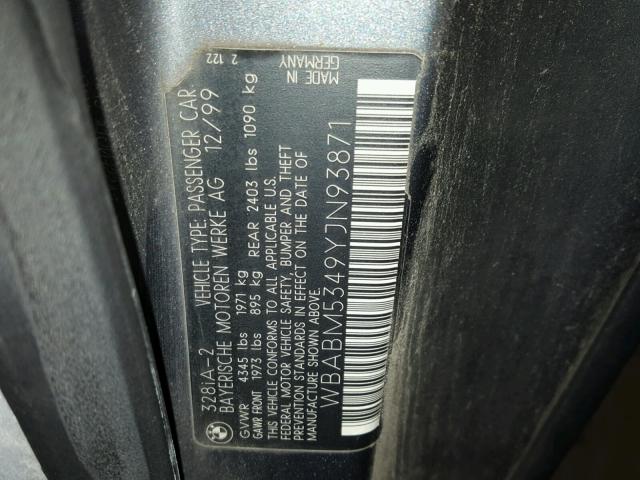 328iA-2 VEHICLE TYPE: PASSENGER CAR
BAYERISCHE MOTOREN WERKE AG 12/99
GVWR 4345 lbs 1971 kg
GAWR FRONT 1973 lbs 895 kg REAR 2403 lbs 1090 kg
THIS VEHICLE CONFORMS TO ALL APPLICABLE U.S.
FEDERAL MOTOR VEHICLE SAFETY, BUMPER AND THEFT
PREVENTION STANDARDS IN EFFECT ON THE DATE OF
MANUFACTURE SHOWN ABOVE.
WBABM5349YJN93871
2 122
MADE IN
GERMANY